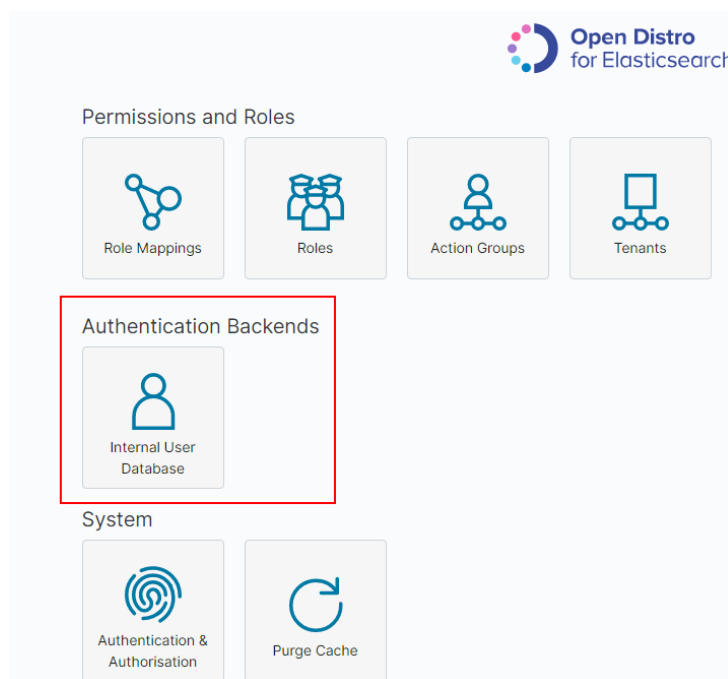 Open Distro
for Elasticsearch
Permissions and Roles
Role Mappings
Roles
Action Groups
Tenants
Authentication Backends
Internal User
Database
System
Authentication &
Authorisation
Purge Cache